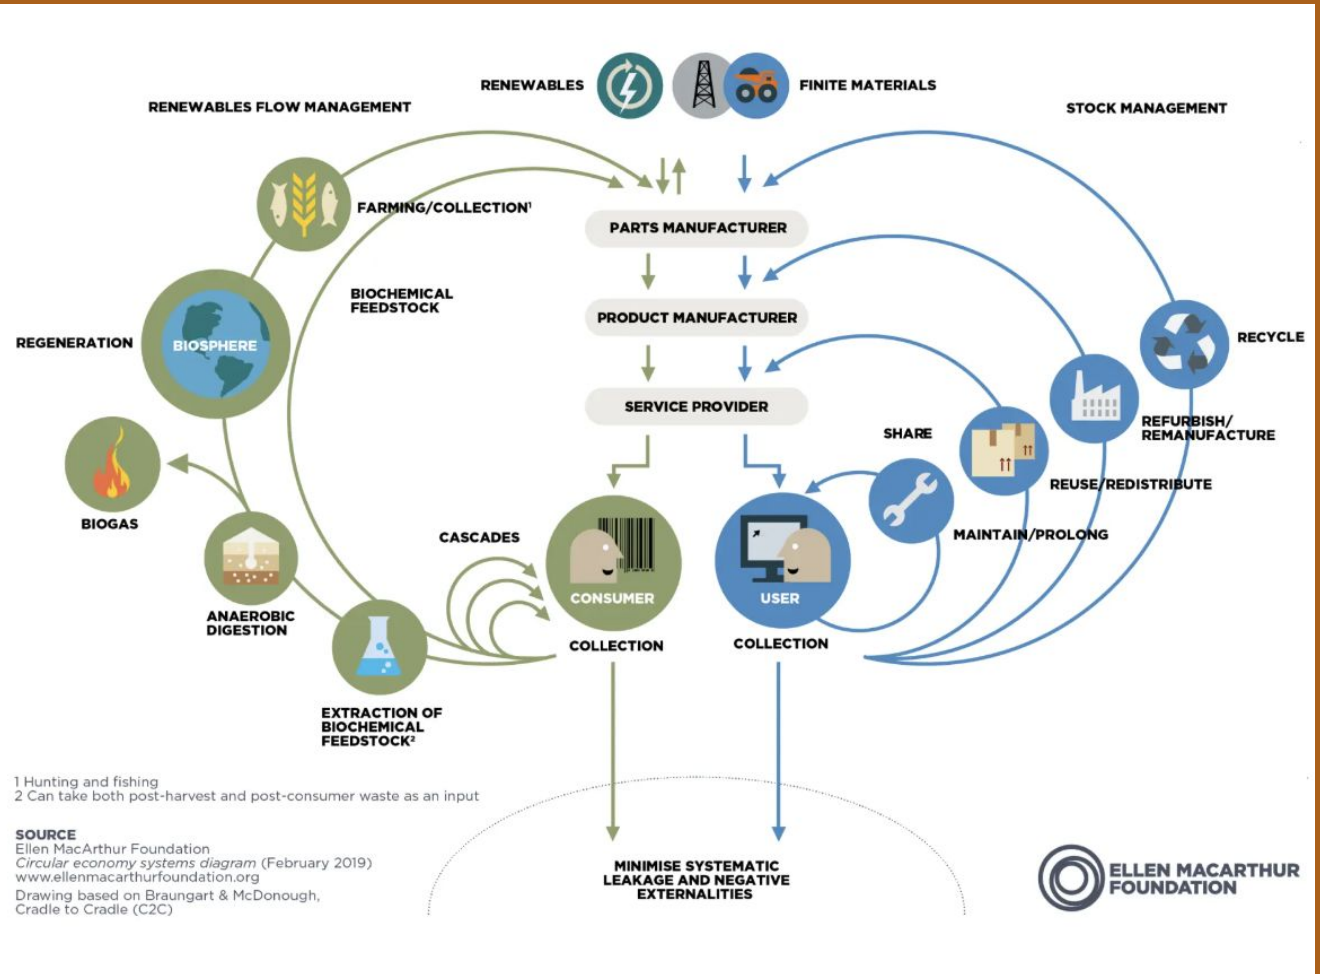 RENEWABLES
FINITE MATERIALS
RENEWABLES FLOW MANAGEMENT
STOCK MANAGEMENT
FARMING/COLLECTION¹
PARTS MANUFACTURER
BIOCHEMICAL
FEEDSTOCK
PRODUCT MANUFACTURER
REGENERATION
BIOSPHERE
RECYCLE
SERVICE PROVIDER
SHARE
REFURBISH/
REMANUFACTURE
REUSE/REDISTRIBUTE
BIOGAS
CASCADES
MAINTAIN/PROLONG
CONSUMER
USER
ANAEROBIC
DIGESTION
COLLECTION
COLLECTION
EXTRACTION OF
BIOCHEMICAL
FEEDSTOCK²
1 Hunting and fishing
2 Can take both post-harvest and post-consumer waste as an input
SOURCE
Ellen MacArthur Foundation
Circular economy systems diagram (February 2019)
www.ellenmacarthurfoundation.org
Drawing based on Braungart & McDonough,
Cradle to Cradle (C2C)
MINIMISE SYSTEMATIC
LEAKAGE AND NEGATIVE
EXTERNALITIES
ELLEN MACARTHUR
FOUNDATION